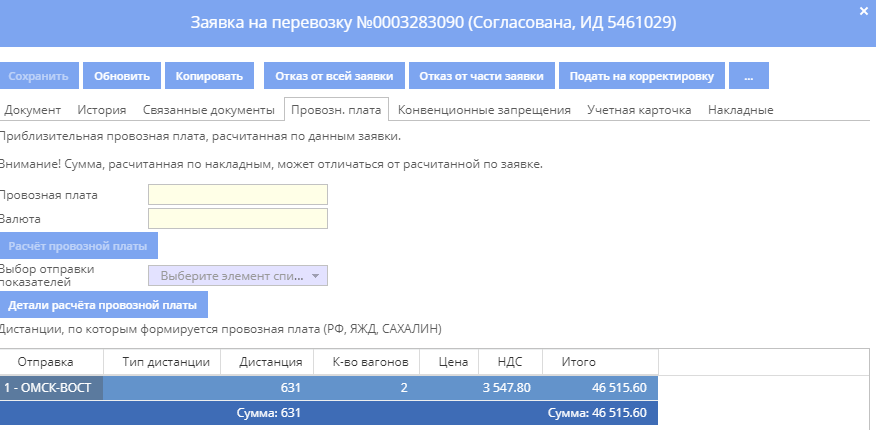 Заявка на перевозку №0003283090 (Согласована, ИД 5461029)
×
Сохранить Обновить Копировать Отказ от всей заявки Отказ от части заявки Подать на корректировку ...
Документ История Связанные документы Провозн. плата Конвенционные запрещения Учетная карточка Накладные
Приблизительная провозная плата, расчитанная по данным заявки.
Внимание! Сумма, расчитанная по накладным, может отличаться от расчитанной по заявке.
Провозная плата
Валюта
Расчёт провозной платы
Выбор отправки
показателей
Выберите элемент спи...
Детали расчёта провозной платы
Дистанции, по которым формируется провозная плата (РФ, ЯЖД, САХАЛИН)
Отправка Тип дистанции Дистанция К-во вагонов Цена НДС Итого
1 - ОМСК-ВОСТ 631 2 3 547.80 46 515.60
Сумма: 631 Сумма: 46 515.60